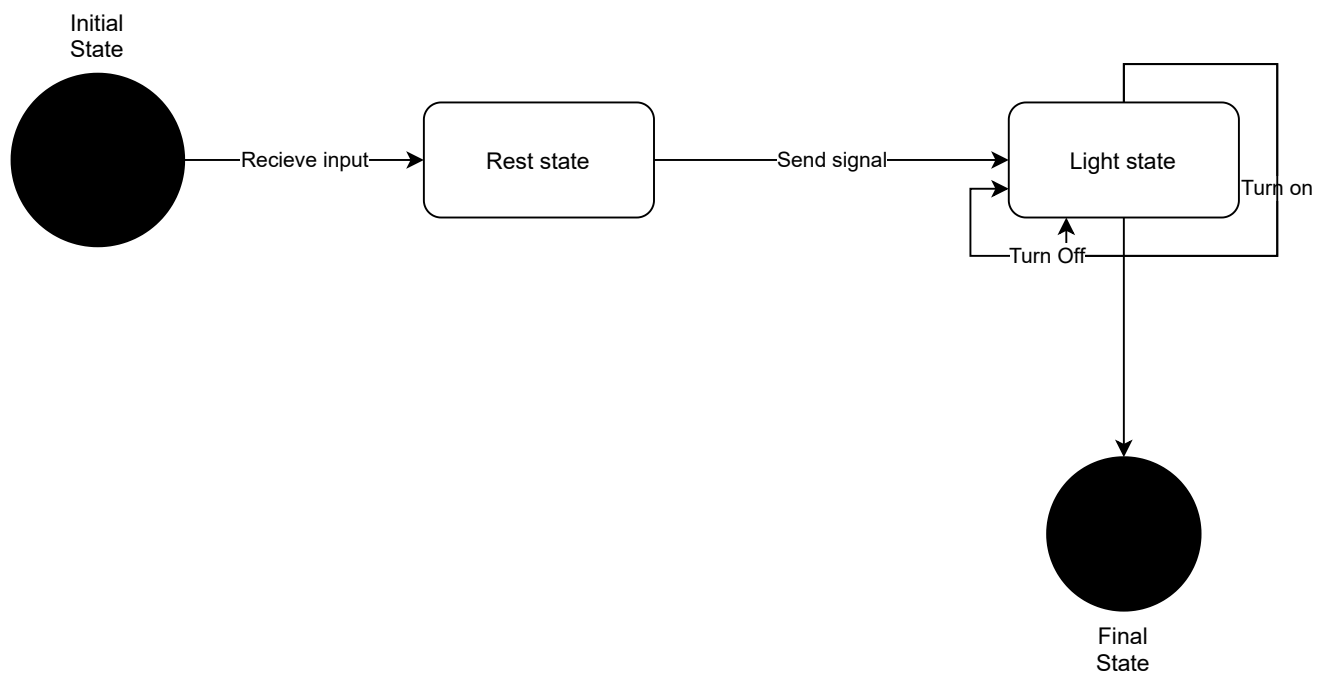 Initial
State
Recieve input
Rest state
Send signal
Light state
Turn on
Turn Off
Final
State